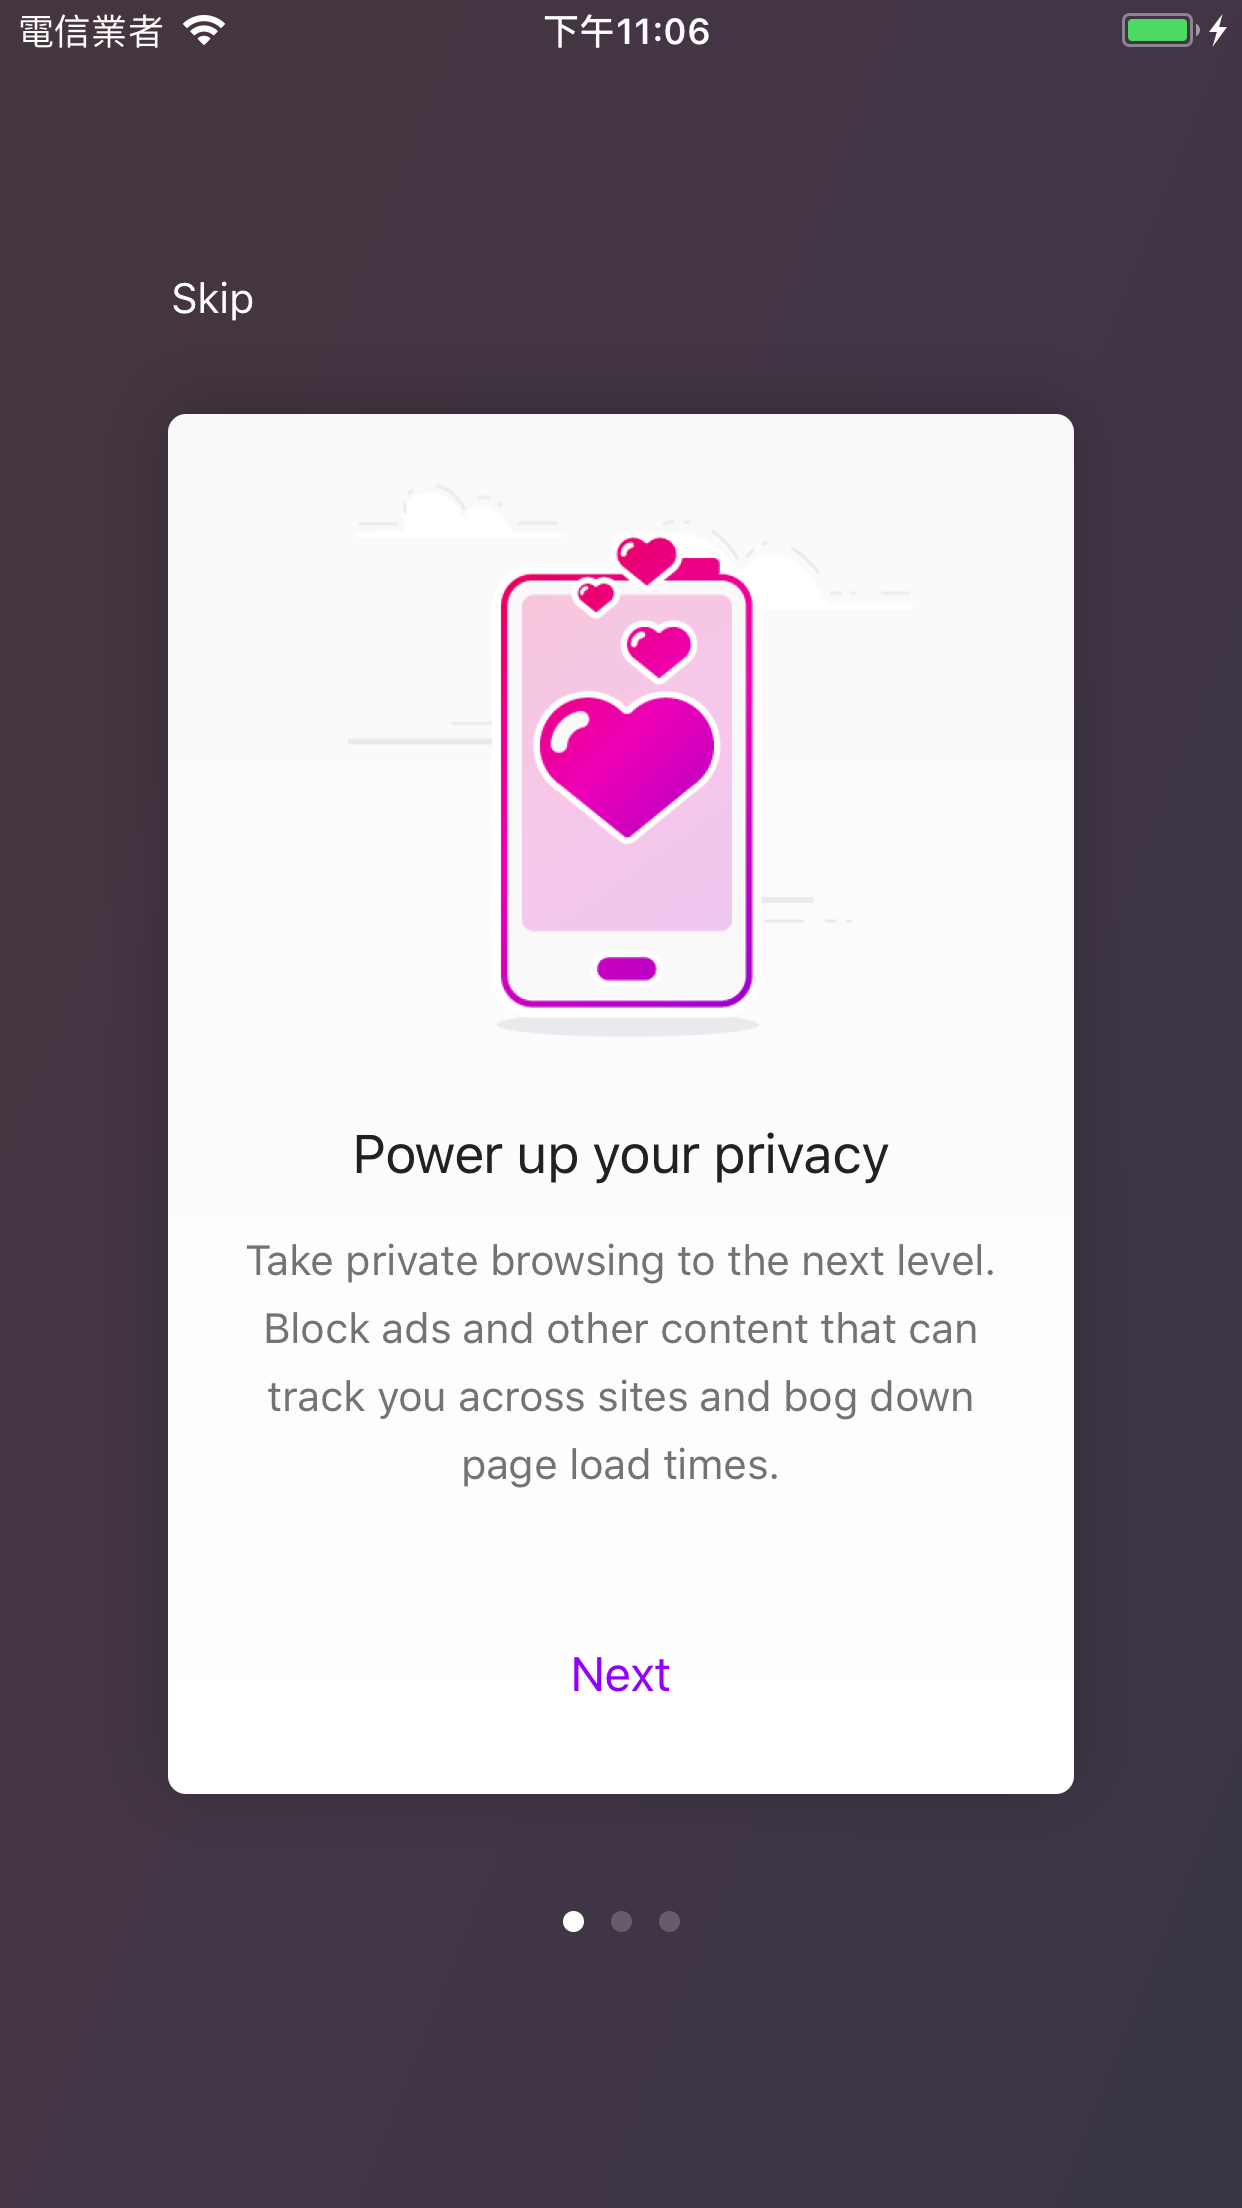 電信業者
下午11:06
Skip
Power up your privacy
Take private browsing to the next level.
Block ads and other content that can
track you across sites and bog down
page load times.
Next